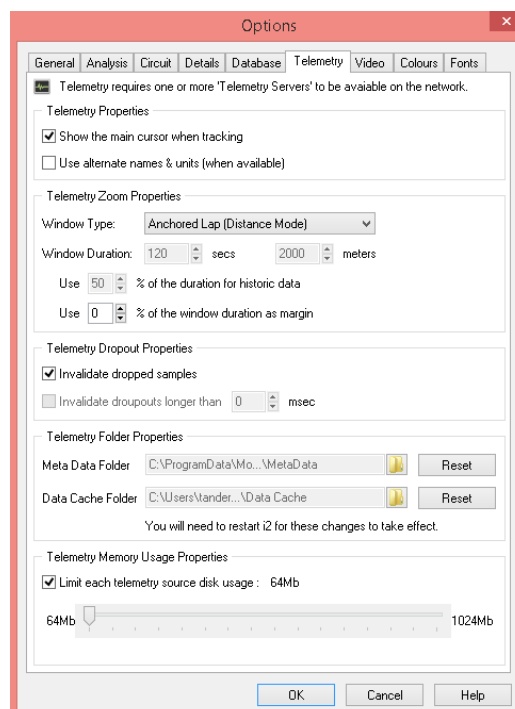 Options
General Analysis Circuit Details Database Telemetry Video Colours Fonts
Telemetry requires one or more 'Telemetry Servers' to be avaiable on the network.
Telemetry Properties
Show the main cursor when tracking
Use alternate names & units (when available)
Telemetry Zoom Properties
Window Type: Anchored Lap (Distance Mode)
Window Duration: 120 secs 2000 meters
Use 50 % of the duration for historic data
Use 0 % of the window duration as margin
Telemetry Dropout Properties
Invalidate dropped samples
Invalidate droupouts longer than 0 msec
Telemetry Folder Properties
Meta Data Folder C:\ProgramData\Mo...\MetaData Reset
Data Cache Folder C:\Users\tander...\Data Cache Reset
You will need to restart i2 for these changes to take effect.
Telemetry Memory Usage Properties
Limit each telemetry source disk usage : 64Mb
64Mb 1024Mb
OK Cancel Help